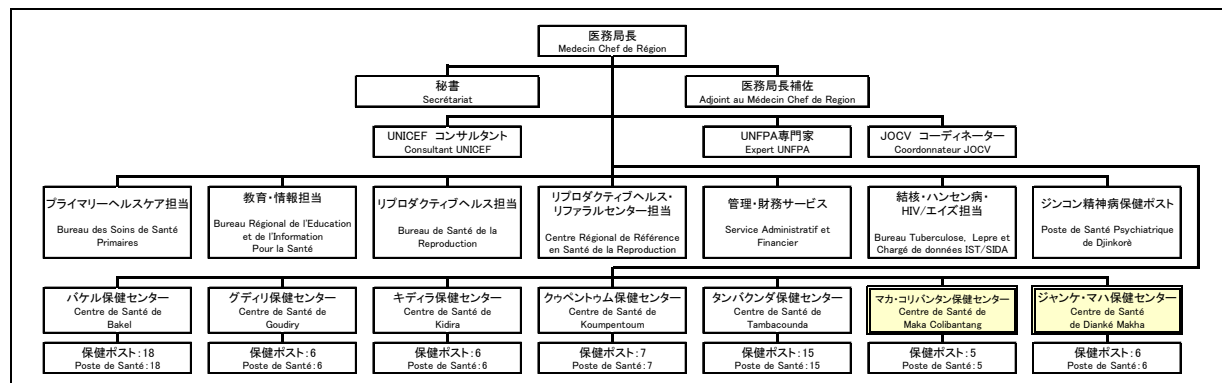 医務局長
Medecin Chef de Région
秘書
Secrétariat
医務局長補佐
Adjoint au Médecin Chef de Region
UNICEF コンサルタント
Consultant UNICEF
UNFPA専門家
Expert UNFPA
JOCV コーディネーター
Coordonnateur JOCV
プライマリーヘルスケア担当
Bureau des Soins de Santé
Primaires
教育・情報担当
Bureau Régional de l'Education
et de l'Information
Pour la Santé
リプロダクティブヘルス担当
Bureau de Santé de la
Reproduction
リプロダクティブヘルス・
リファラルセンター担当
Centre Régional de Référence
en Santé de la Reproduction
管理・財務サービス
Service Administratif et
Financier
結核・ハンセン病・
HIV/エイズ担当
Bureau Tuberculose, Lepre et
Chargé de données IST/SIDA
ジンコン精神病保健ポスト
Poste de Santé Psychiatrique
de Djinkorè
バケル保健センター
Centre de Santé de
Bakel
グディリ保健センター
Centre de Santé de
Goudiry
キディラ保健センター
Centre de Santé de
Kidira
クゥペントゥム保健センター
Centre de Santé de
Koumpentoum
タンバクンダ保健センター
Centre de Santé de
Tambacounda
マカ・コリバンタン保健センター
Centre de Santé de
Maka Colibantang
ジャンケ・マハ保健センター
Centre de Santé
de Dianké Makha
保健ポスト:18
Poste de Santé:18
保健ポスト:6
Poste de Santé:6
保健ポスト:6
Poste de Santé:6
保健ポスト:7
Poste de Santé:7
保健ポスト:15
Poste de Santé:15
保健ポスト:5
Poste de Santé:5
保健ポスト:6
Poste de Santé:6